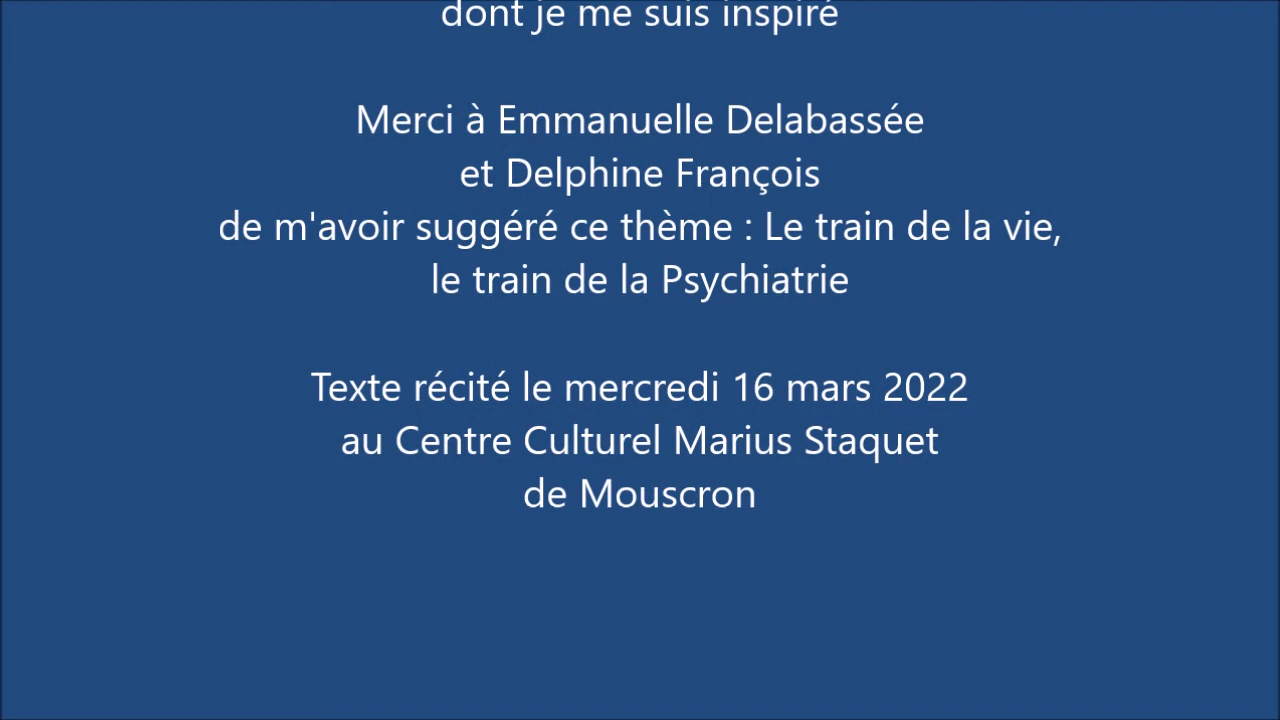 dont je me suis inspiré
Merci à Emmanuelle Delabassée
et Delphine François
de m'avoir suggéré ce thème : Le train de la vie,
le train de la Psychiatrie
Texte récité le mercredi 16 mars 2022
au Centre Culturel Marius Staquet
de Mouscron